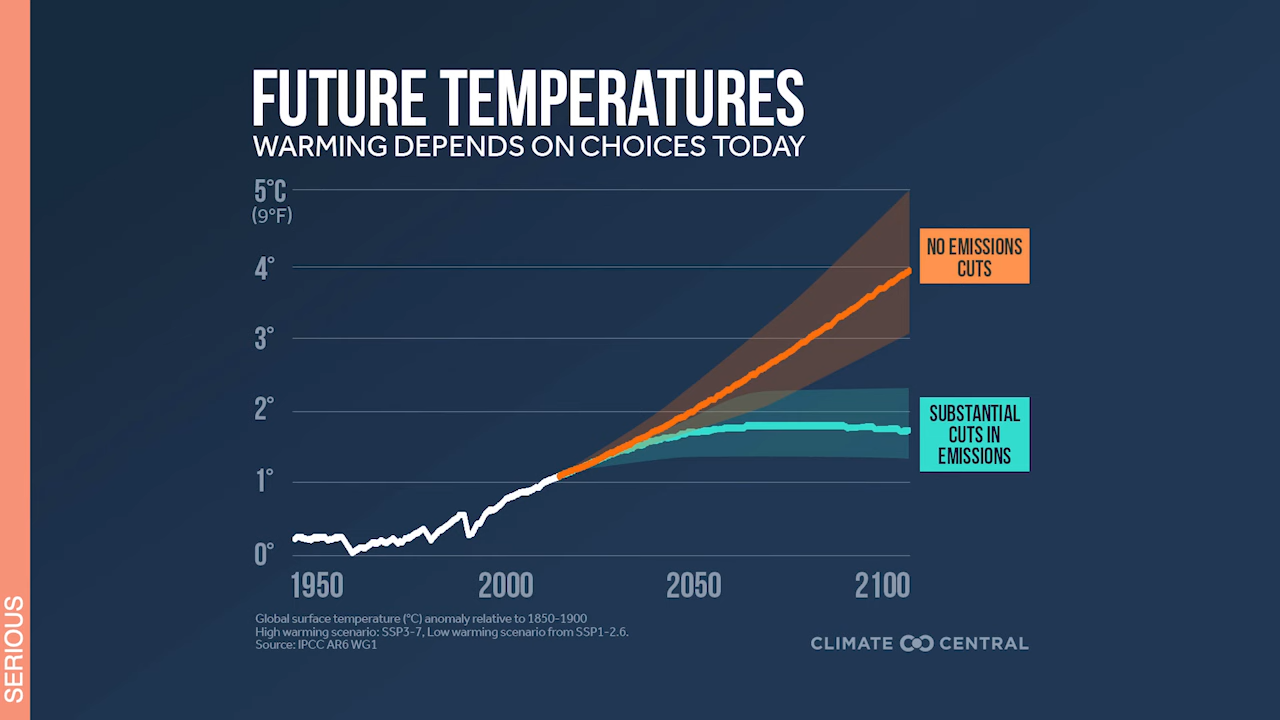 FUTURE TEMPERATURES
WARMING DEPENDS ON CHOICES TODAY
5°C
(9°F)
4°
3°
2°
1°
0°
NO EMISSIONS
CUTS
SUBSTANTIAL
CUTS IN
EMISSIONS
1950 2000 2050 2100
Global surface temperature (°C) anomaly relative to 1850-1900
High warming scenario: SSP3-7, Low warming scenario from SSP1-2.6.
Source: IPCC AR6 WG1
CLIMATE CENTRAL
SERIOUS